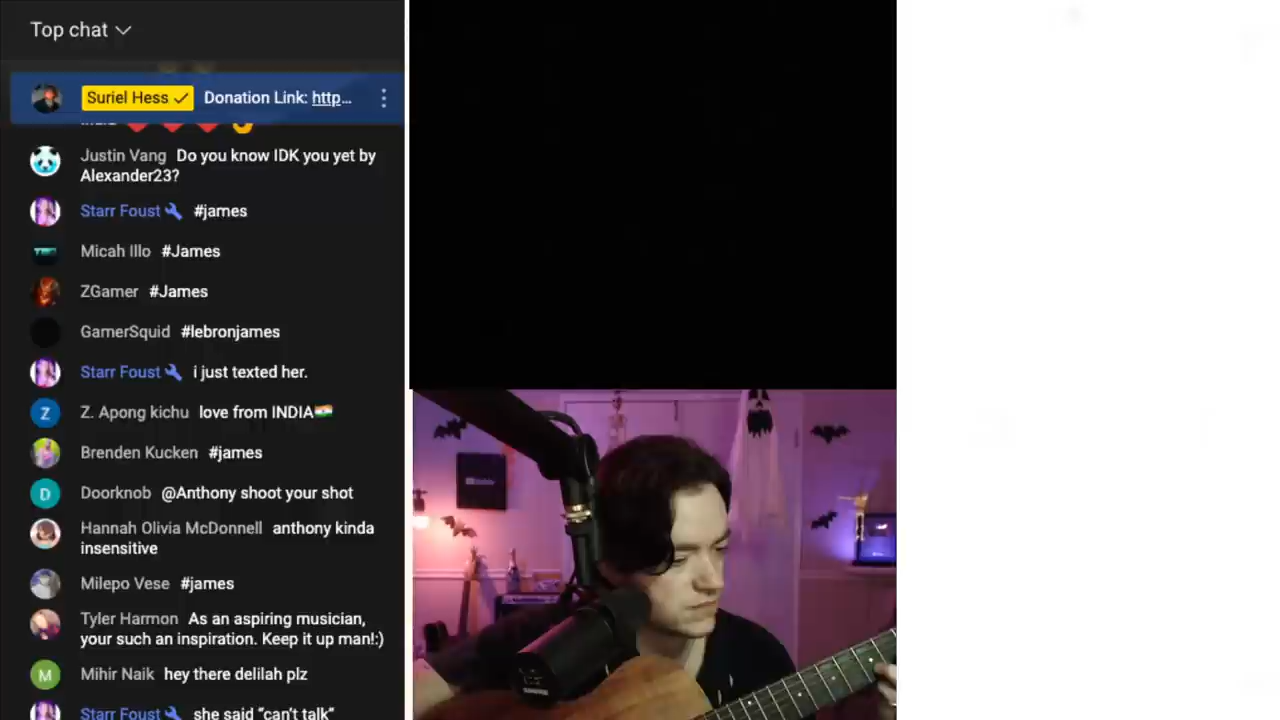 Top chat
Suriel Hess Donation Link: http...
Justin Vang Do you know IDK you yet by
Alexander23?
Starr Foust #james
Micah Illo #James
ZGamer #James
GamerSquid #lebronjames
Starr Foust i just texted her.
Z
Z. Apong kichu love from INDIA🇮🇳
Brenden Kucken #james
D
Doorknob @Anthony shoot your shot
Hannah Olivia McDonnell anthony kinda
insensitive
Milepo Vese #james
Tyler Harmon As an aspiring musician,
your such an inspiration. Keep it up man!:)
M
Mihir Naik hey there delilah plz
Starr Foust she said “can't talk”